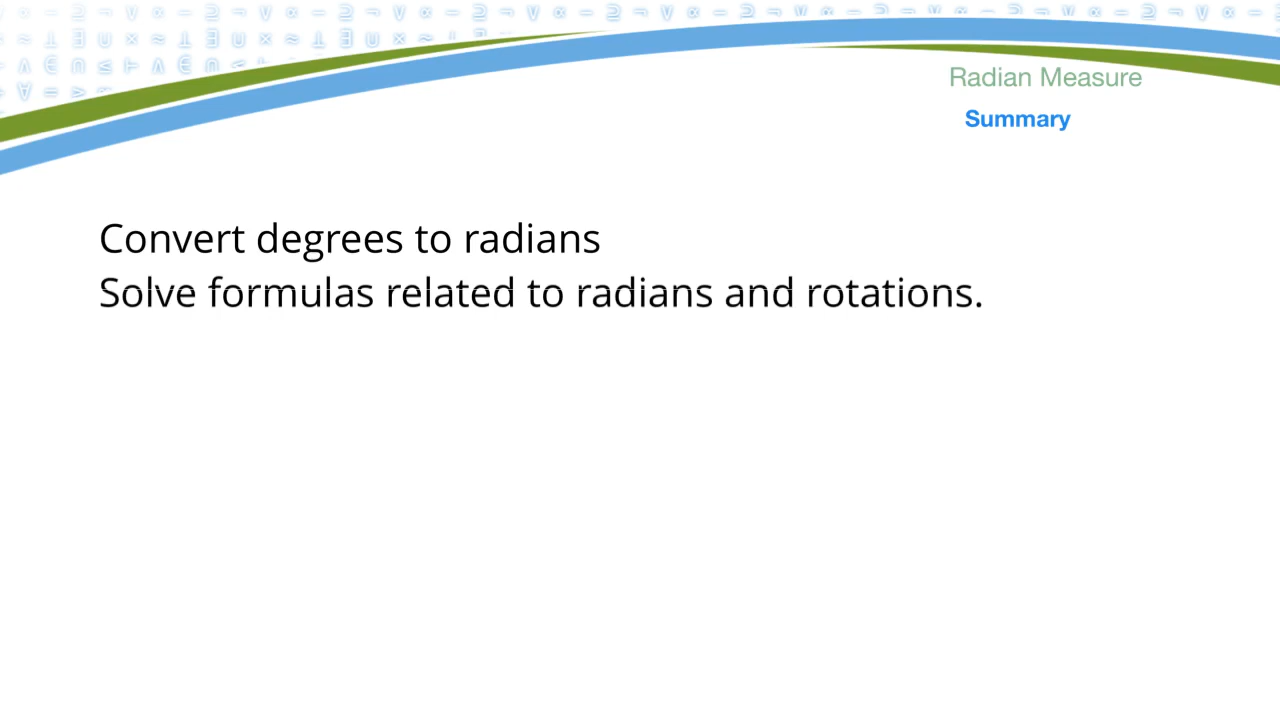 Radian Measure
Summary
Convert degrees to radians
Solve formulas related to radians and rotations.